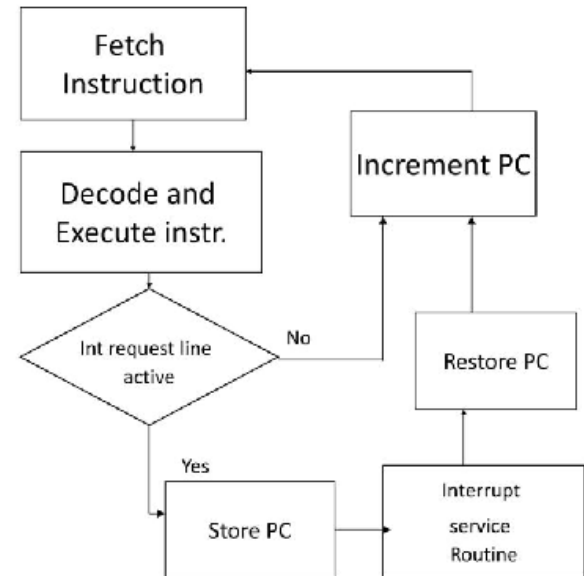 Fetch
Instruction
Increment PC
Decode and
Execute instr.
No
Int request line
active
Restore PC
Yes
Store PC
Interrupt
service
Routine